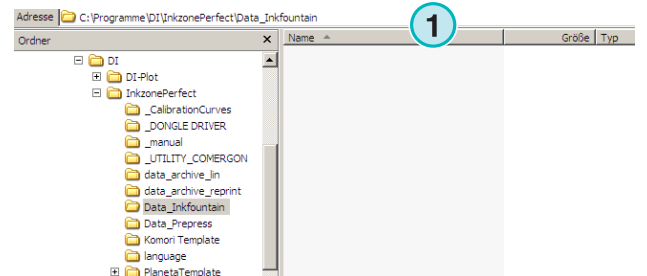 Adresse C:\Programme\DI\InkzonePerfect\Data_Inkfountain
1
Ordner x Name Größe Typ
DI
DI-Plot
InkzonePerfect
_CalibrationCurves
_DONGLE DRIVER
_manual
_UTILITY_COMERGON
data_archive_lin
data_archive_reprint
Data_Inkfountain
Data_Prepress
Komori Template
language
PlanetaTemplate